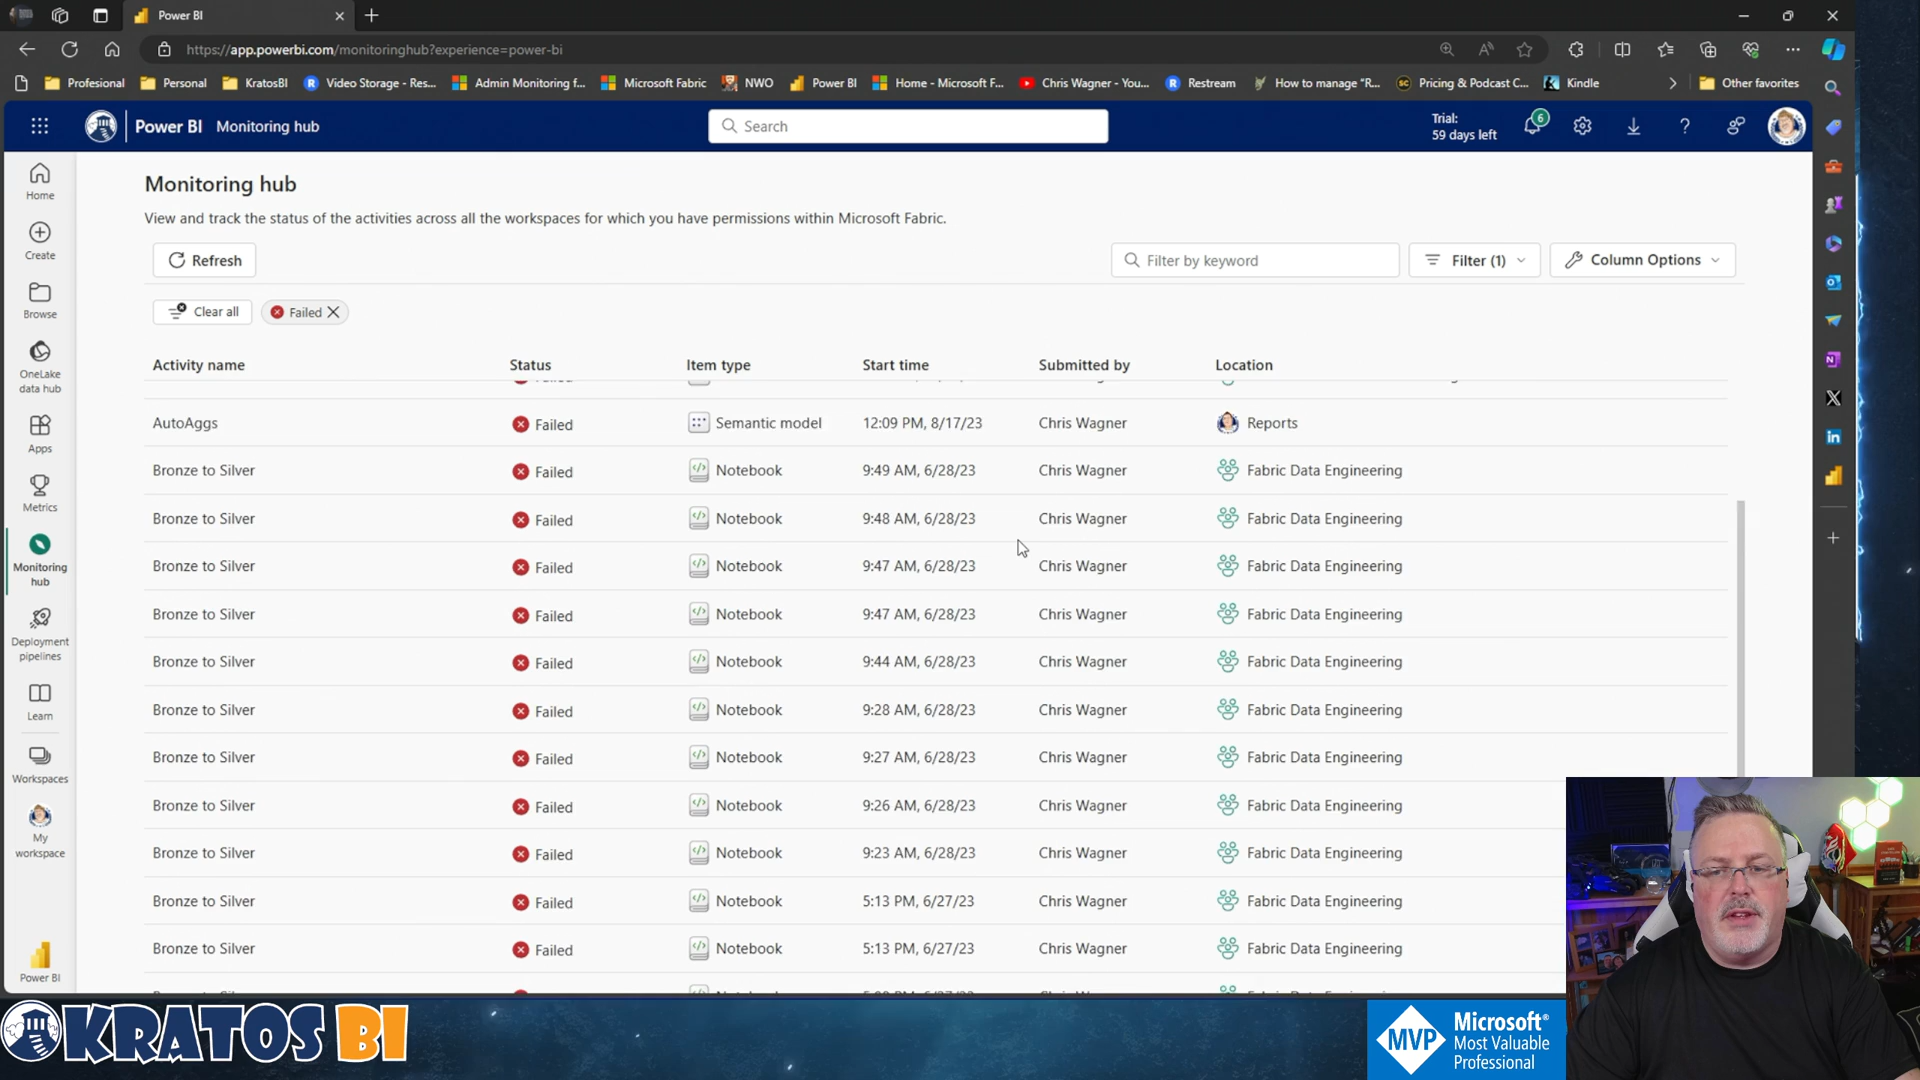 Power BI
https://app.powerbi.com/monitoringhub?experience=power-bi
Profesional Personal KratosBI Video Storage - Res... Admin Monitoring f... Microsoft Fabric NWO Power BI Home - Microsoft F... Chris Wagner - You... Restream How to manage "R... Pricing & Podcast C... Kindle Other favorites
Power BI Monitoring hub Search Trial: 59 days left 6
Home
Create
Browse
OneLake data hub
Apps
Metrics
Monitoring hub
Deployment pipelines
Learn
Workspaces
My workspace
Power BI
Monitoring hub
View and track the status of the activities across all the workspaces for which you have permissions within Microsoft Fabric.
Refresh Filter by keyword Filter (1) Column Options
Clear all Failed
Activity name Status Item type Start time Submitted by Location
AutoAggs Failed Semantic model 12:09 PM, 8/17/23 Chris Wagner Reports
Bronze to Silver Failed Notebook 9:49 AM, 6/28/23 Chris Wagner Fabric Data Engineering
Bronze to Silver Failed Notebook 9:48 AM, 6/28/23 Chris Wagner Fabric Data Engineering
Bronze to Silver Failed Notebook 9:47 AM, 6/28/23 Chris Wagner Fabric Data Engineering
Bronze to Silver Failed Notebook 9:47 AM, 6/28/23 Chris Wagner Fabric Data Engineering
Bronze to Silver Failed Notebook 9:44 AM, 6/28/23 Chris Wagner Fabric Data Engineering
Bronze to Silver Failed Notebook 9:28 AM, 6/28/23 Chris Wagner Fabric Data Engineering
Bronze to Silver Failed Notebook 9:27 AM, 6/28/23 Chris Wagner Fabric Data Engineering
Bronze to Silver Failed Notebook 9:26 AM, 6/28/23 Chris Wagner Fabric Data Engineering
Bronze to Silver Failed Notebook 9:23 AM, 6/28/23 Chris Wagner Fabric Data Engineering
Bronze to Silver Failed Notebook 5:13 PM, 6/27/23 Chris Wagner Fabric Data Engineering
Bronze to Silver Failed Notebook 5:13 PM, 6/27/23 Chris Wagner Fabric Data Engineering
KRATOS BI
MVP
Microsoft®
Most Valuable
Professional